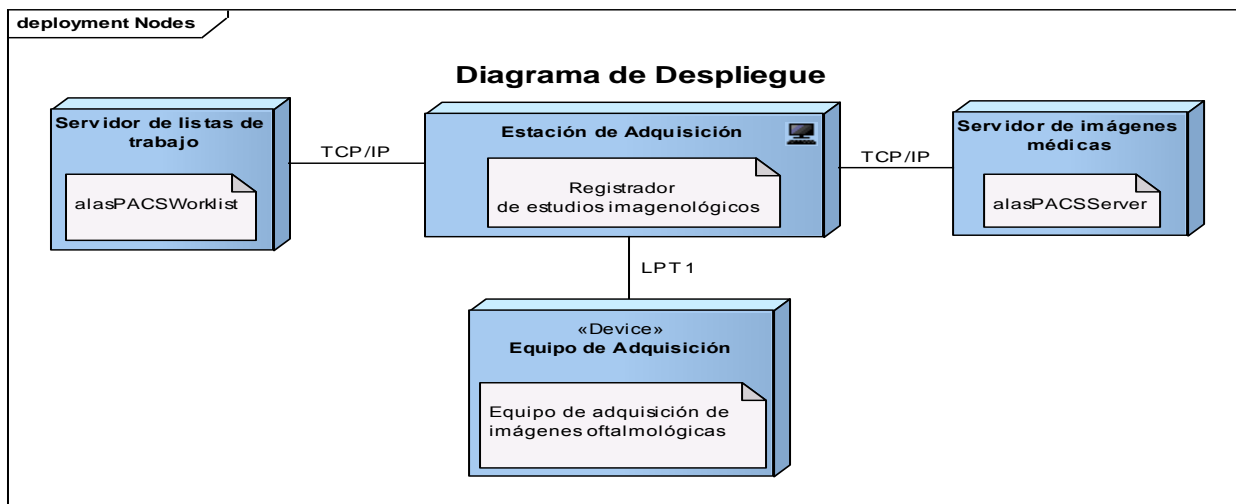 deployment Nodes
Diagrama de Despliegue
Servidor de listas de
trabajo
alasPACSWorklist
TCP/IP
Estación de Adquisición
Registrador
de estudios imagenológicos
TCP/IP
Servidor de imágenes
médicas
alasPACSServer
LPT1
«Device»
Equipo de Adquisición
Equipo de adquisición de
imágenes oftalmológicas